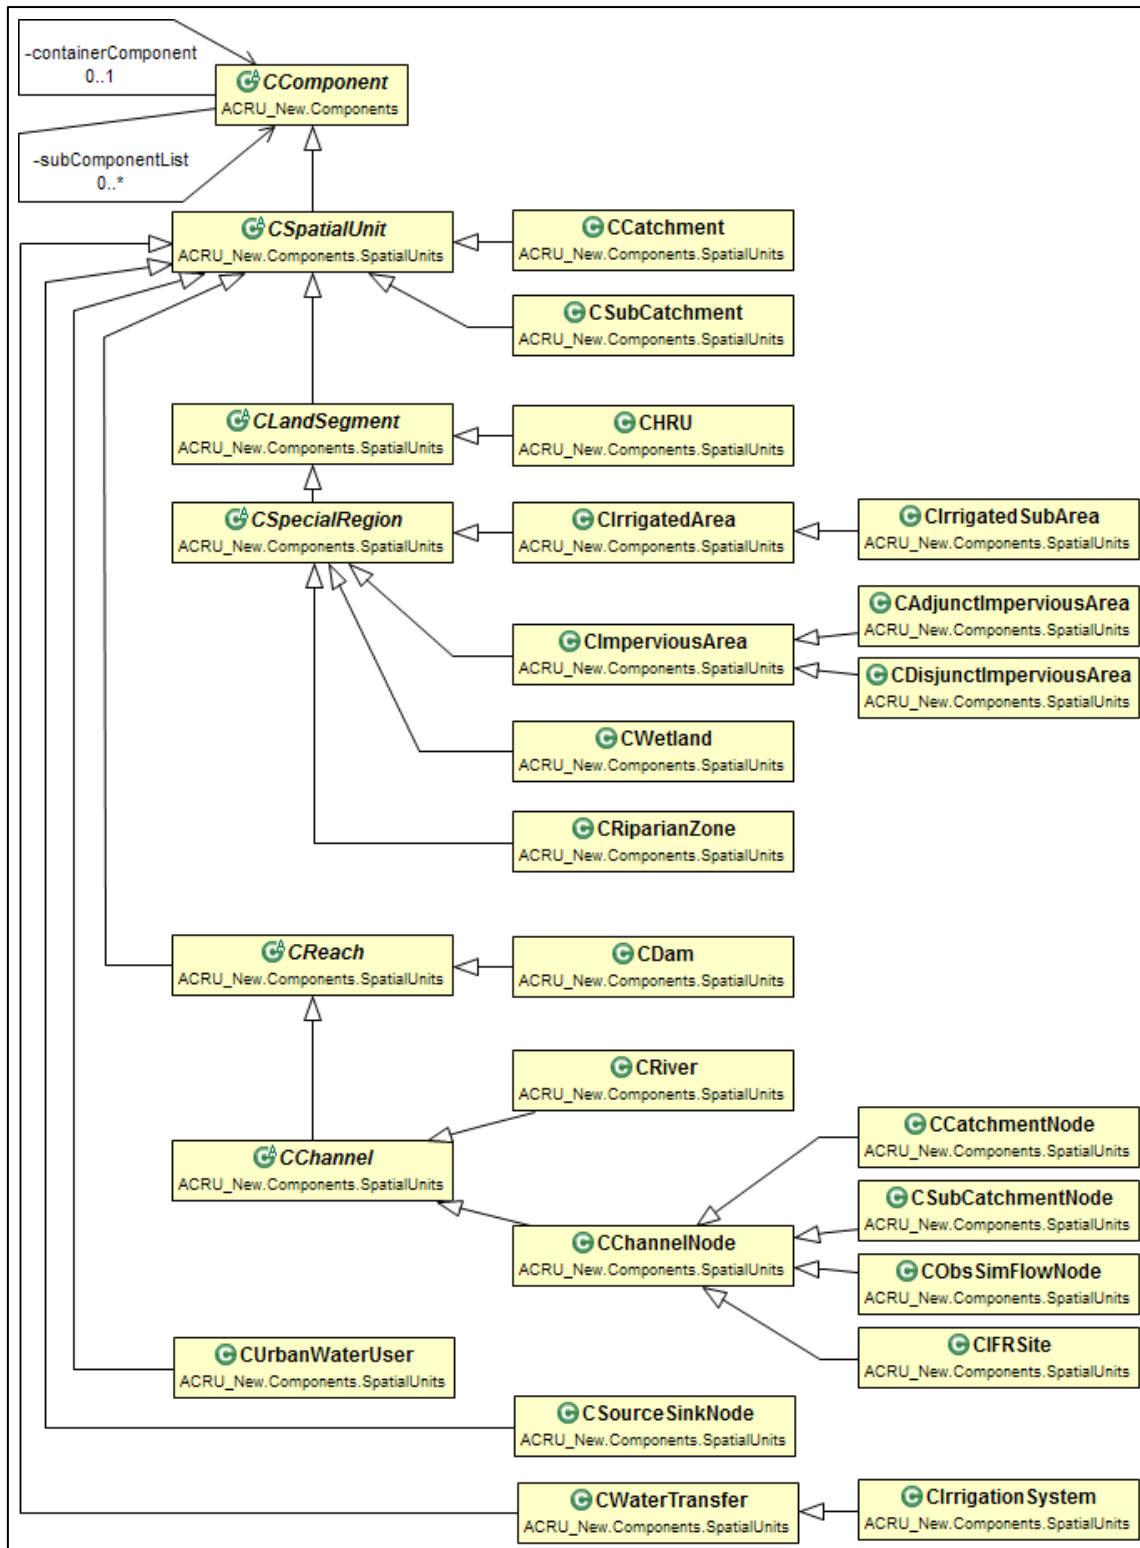 -containerComponent
0..1
CComponent
ACRU_New.Components
-subComponentList
0..*
CSpatialUnit
ACRU_New.Components.SpatialUnits
CCatchment
ACRU_New.Components.SpatialUnits
CSubCatchment
ACRU_New.Components.SpatialUnits
CLandSegment
ACRU_New.Components.SpatialUnits
CHRU
ACRU_New.Components.SpatialUnits
CSpecialRegion
ACRU_New.Components.SpatialUnits
CIrrigatedArea
ACRU_New.Components.SpatialUnits
CIrrigatedSubArea
ACRU_New.Components.SpatialUnits
CAdjunctImperviousArea
ACRU_New.Components.SpatialUnits
CImperviousArea
ACRU_New.Components.SpatialUnits
CDisjunctImperviousArea
ACRU_New.Components.SpatialUnits
CWetland
ACRU_New.Components.SpatialUnits
CRiparianZone
ACRU_New.Components.SpatialUnits
CReach
ACRU_New.Components.SpatialUnits
CDam
ACRU_New.Components.SpatialUnits
CRiver
ACRU_New.Components.SpatialUnits
CCatchmentNode
ACRU_New.Components.SpatialUnits
CChannel
ACRU_New.Components.SpatialUnits
CSubCatchmentNode
ACRU_New.Components.SpatialUnits
CChannelNode
ACRU_New.Components.SpatialUnits
CObsSimFlowNode
ACRU_New.Components.SpatialUnits
CIFRSite
ACRU_New.Components.SpatialUnits
CUrbanWaterUser
ACRU_New.Components.SpatialUnits
CSourceSinkNode
ACRU_New.Components.SpatialUnits
CWaterTransfer
ACRU_New.Components.SpatialUnits
CIrrigationSystem
ACRU_New.Components.SpatialUnits